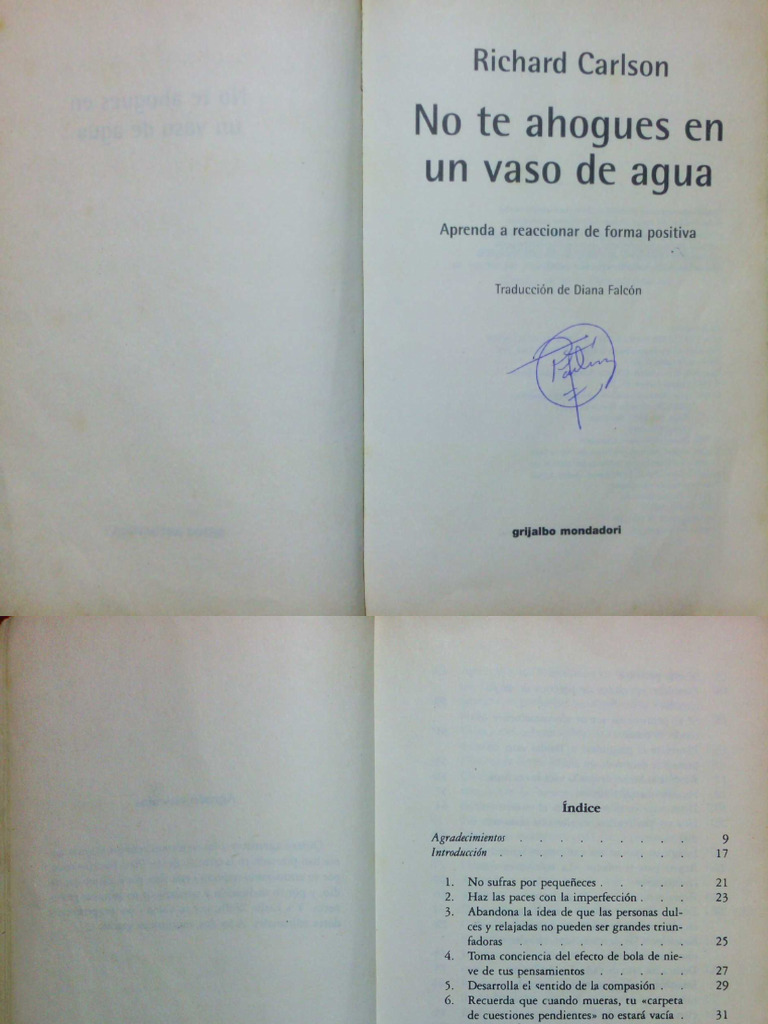 Richard Carlson
No te ahogues en
un vaso de agua
Aprenda a reaccionar de forma positiva
Traducción de Diana Falcón
grijalbo mondadori
Índice
Agradecimientos . . . . . . . . . 9
Introducción . . . . . . . . . . 17
1. No sufras por pequeñeces . . . . . 21
2. Haz las paces con la imperfección . . . 23
3. Abandona la idea de que las personas dul-
ces y relajadas no pueden ser grandes triun-
fadoras . . . . . . . . . 25
4. Toma conciencia del efecto de bola de nie-
ve de tus pensamientos . . . . . 27
5. Desarrolla el sentido de la compasión . . 29
6. Recuerda que cuando mueras, tu «carpeta
de cuestiones pendientes» no estará vacía . 31